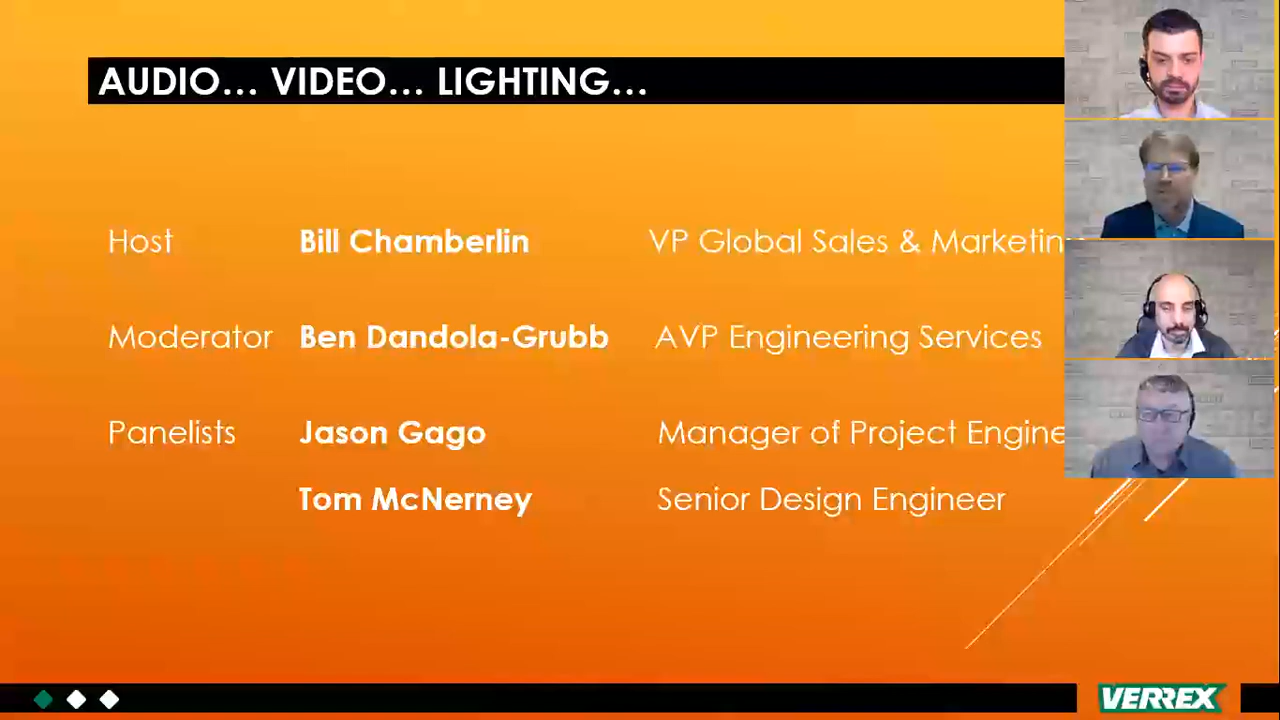 AUDIO... VIDEO... LIGHTING...
Host Bill Chamberlin VP Global Sales & Marketin
Moderator Ben Dandola-Grubb AVP Engineering Services
Panelists Jason Gago Manager of Project Engine
Tom McNerney Senior Design Engineer
VERREX